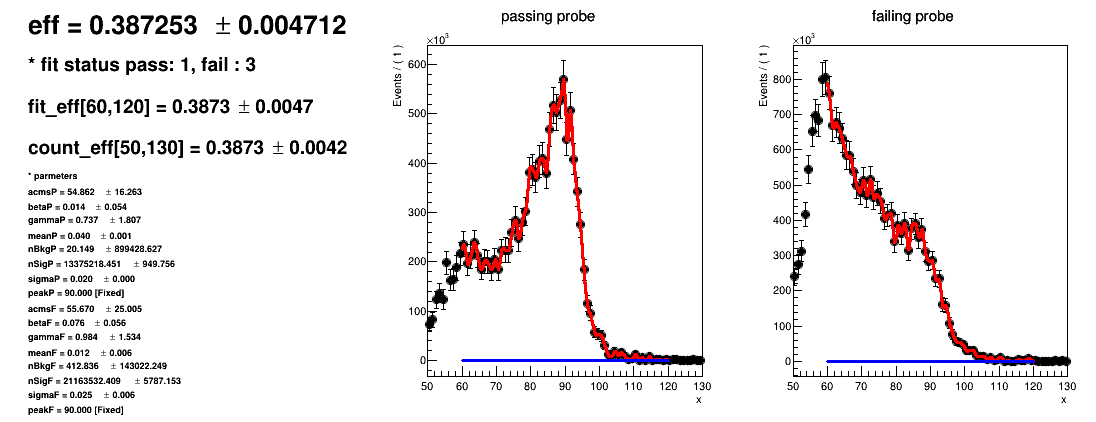 eff = 0.387253 ± 0.004712
* fit status pass: 1, fail : 3
fit_eff[60,120] = 0.3873 ± 0.0047
count_eff[50,130] = 0.3873 ± 0.0042
* parmeters
acmsP = 54.862 ± 16.263
betaP = 0.014 ± 0.054
gammaP = 0.737 ± 1.807
meanP = 0.040 ± 0.001
nBkgP = 20.149 ± 899428.627
nSigP = 13375218.451 ± 949.756
sigmaP = 0.020 ± 0.000
peakP = 90.000 [Fixed]
acmsF = 55.670 ± 25.005
betaF = 0.076 ± 0.056
gammaF = 0.984 ± 1.534
meanF = 0.012 ± 0.006
nBkgF = 412.836 ± 143022.249
nSigF = 21163532.409 ± 5787.153
sigmaF = 0.025 ± 0.006
peakF = 90.000 [Fixed]
passing probe
×10³
Events / ( 1 )
600
500
400
300
200
100
0
50 60 70 80 90 100 110 120 130
x
failing probe
×10³
Events / ( 1 )
800
700
600
500
400
300
200
100
0
50 60 70 80 90 100 110 120 130
x